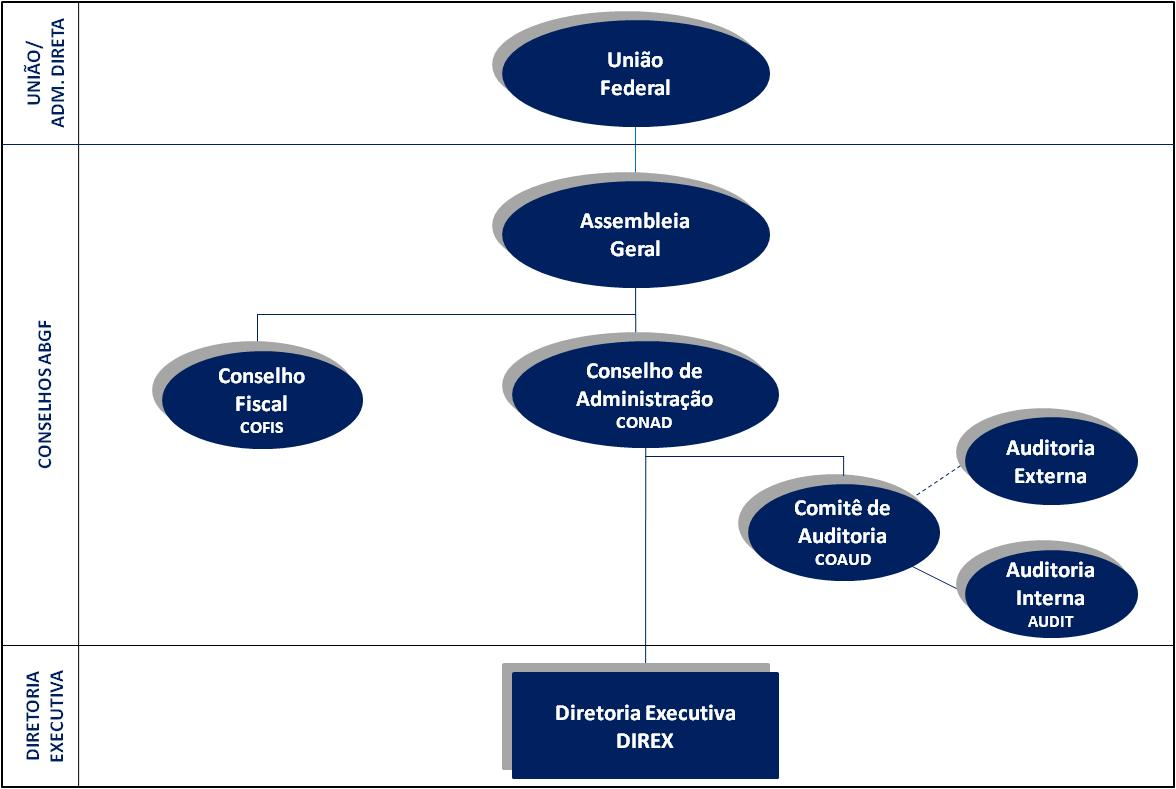 UNIÃO/
ADM. DIRETA
União
Federal
CONSELHOS ABGF
Assembleia
Geral
Conselho
Fiscal
COFIS
Conselho de
Administração
CONAD
Auditoria
Externa
Comitê de
Auditoria
COAUD
Auditoria
Interna
AUDIT
DIRETORIA
EXECUTIVA
Diretoria Executiva
DIREX